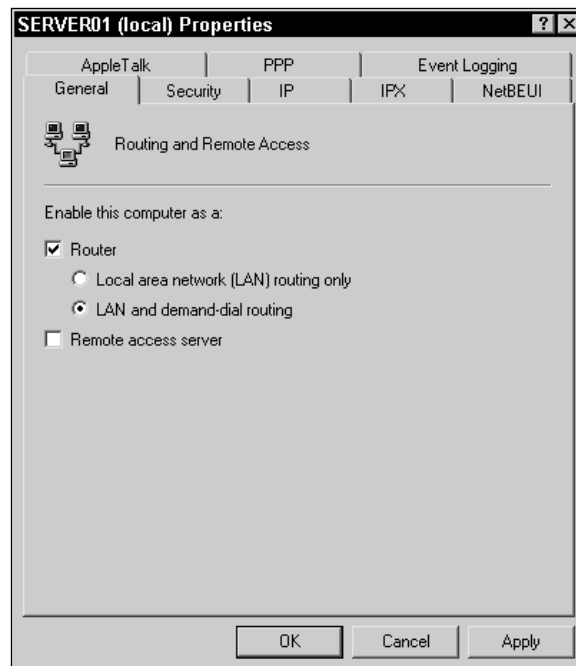 SERVER01 (local) Properties
? ×
AppleTalk PPP Event Logging
General Security IP IPX NetBEUI
Routing and Remote Access
Enable this computer as a:
Router
Local area network (LAN) routing only
LAN and demand-dial routing
Remote access server
OK Cancel Apply